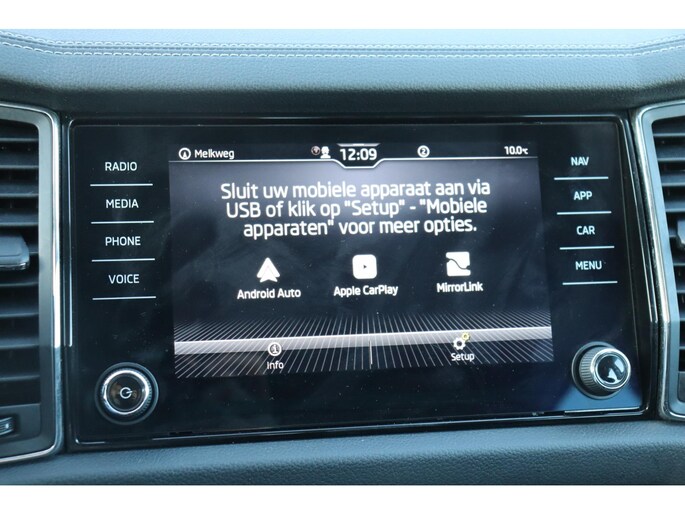 Melkweg 12:09 2 10.0°C
RADIO
MEDIA
PHONE
VOICE
Sluit uw mobiele apparaat aan via
USB of klik op "Setup" - "Mobiele
apparaten" voor meer opties.
Android Auto Apple CarPlay MirrorLink
Info Setup
NAV
APP
CAR
MENU